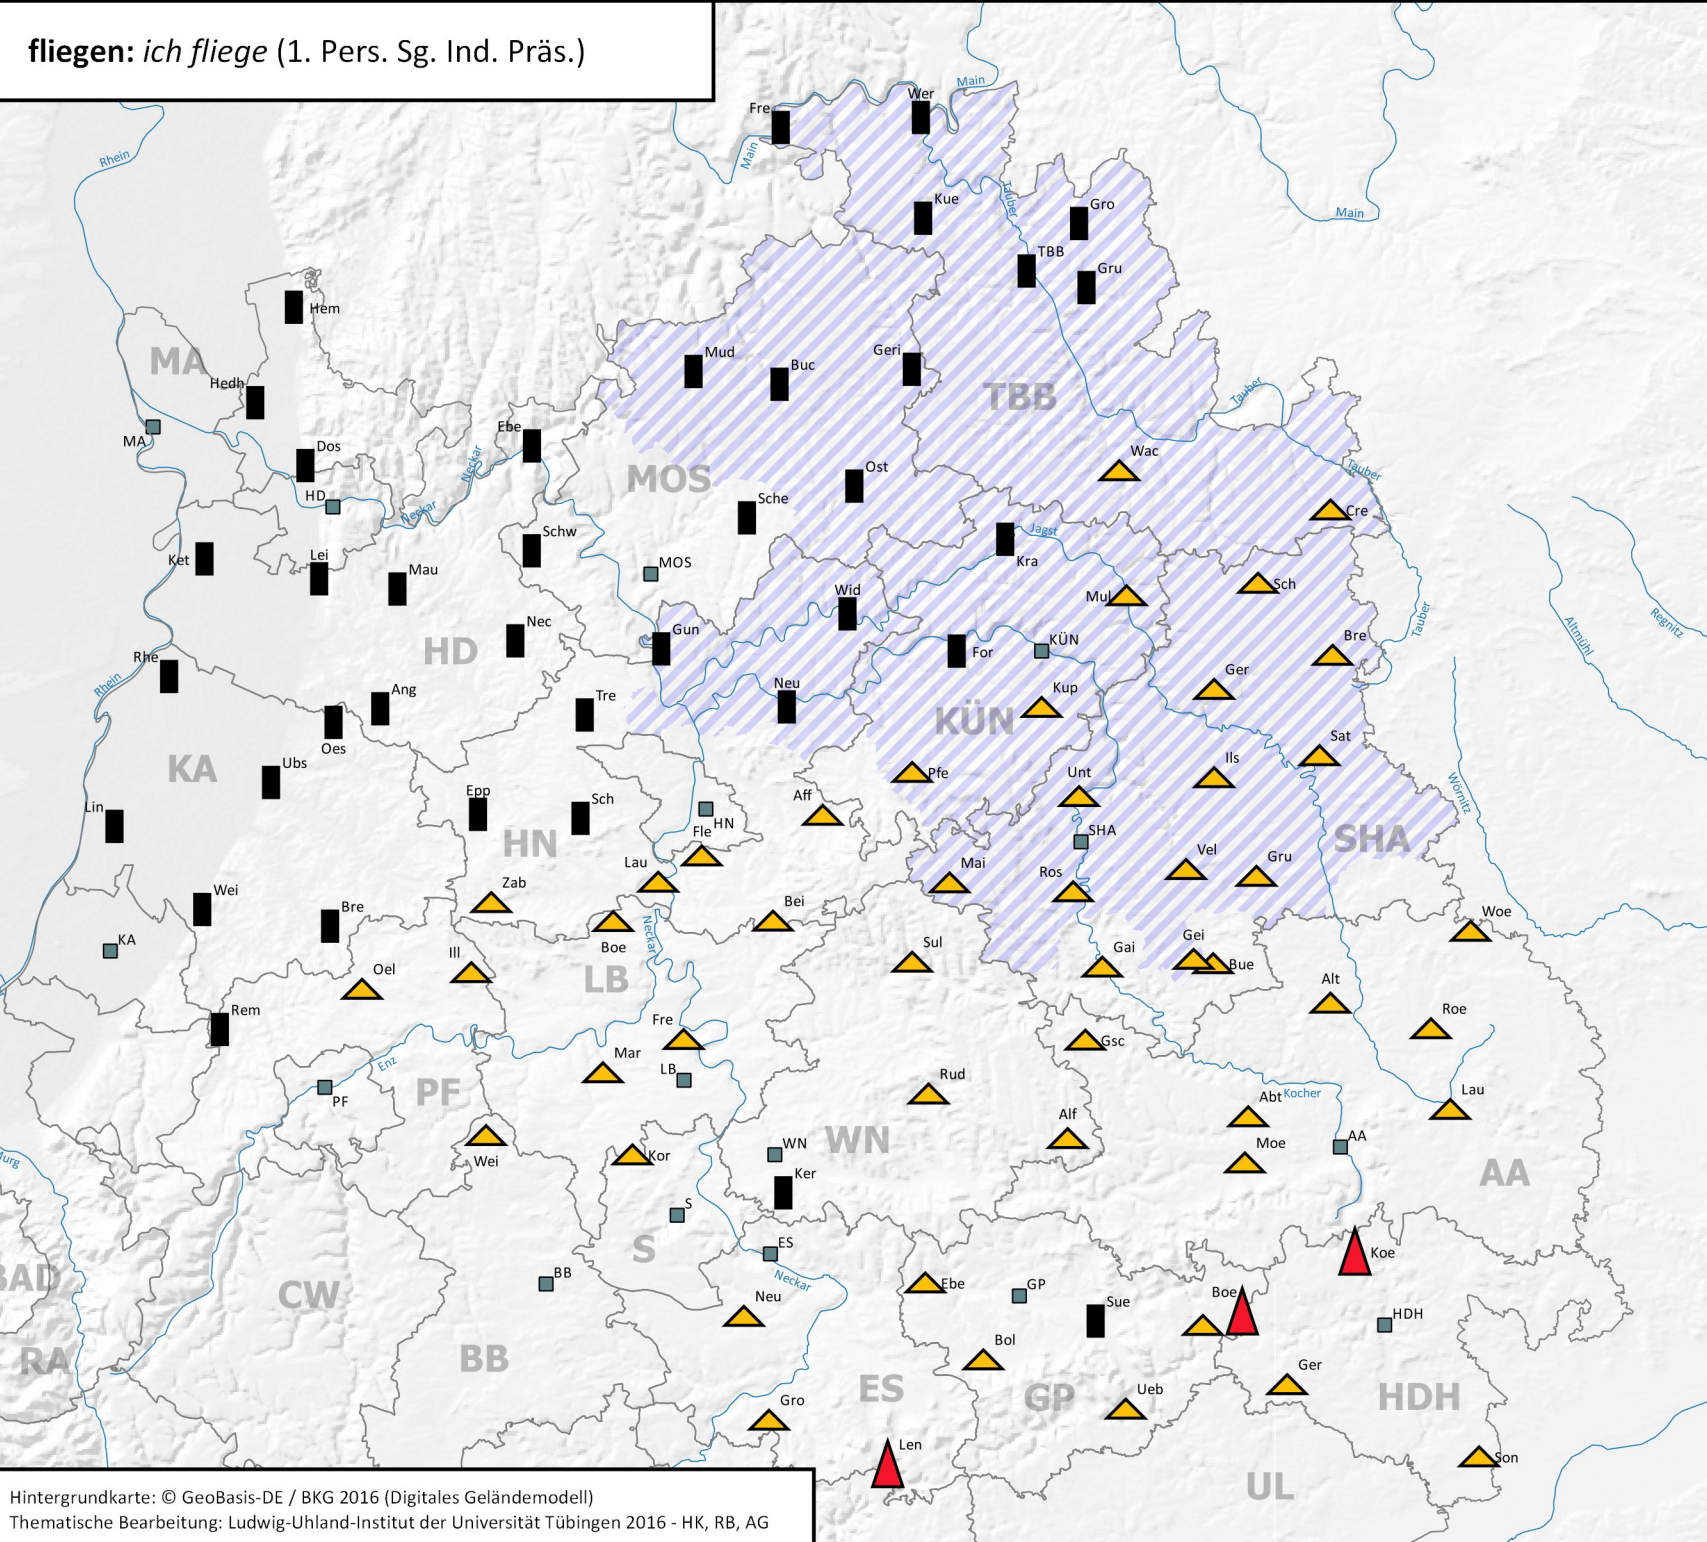 fliegen: ich fliege (1. Pers. Sg. Ind. Präs.)
Main
Wer
Fre
Main
Rhein
Kue
Tauber
Gro
Main
TBB
Gru
Hem
MA
Mud
Buc
Geri
Hedh
TBB
Tauber
MA
Ebe
Dos
Neckar
Wac
Tauber
MOS
Ost
HD
Neckar
Sche
Cre
Schw
Jagst
Ket
Lei
Mau
MOS
Kra
Sch
Wid
Mul
Nec
Gun
Tauber
Altmühl
Regnitz
HD
For
KÜN
Bre
Rhe
Rhein
Ang
Tre
Neu
Kup
Ger
KÜN
Oes
Sat
KA
Ubs
Pfe
Unt
Ils
Wörnitz
Lin
Epp
Sch
Aff
HN
Fle
SHA
SHA
HN
Lau
Mai
Ros
Vel
Gru
Wei
Zab
Bre
Bei
Woe
KA
Boe
Neckar
Sul
Gai
Gei
Bue
Ill
Oel
LB
Alt
Rem
Fre
Roe
Gsc
Enz
Mar
LB
PF
PF
Rud
Abt
Kocher
Lau
Alf
WN
WN
Moe
AA
AA
Murg
Wei
Kor
Ker
S
S
ES
Koe
BAD
CW
BB
Neckar
Neu
Ebe
GP
Sue
Boe
HDH
RA
BB
Bol
Ger
ES
GP
Ueb
HDH
Gro
Len
Son
UL
Hintergrundkarte: © GeoBasis-DE / BKG 2016 (Digitales Geländemodell)
Thematische Bearbeitung: Ludwig-Uhland-Institut der Universität Tübingen 2016 - HK, RB, AG